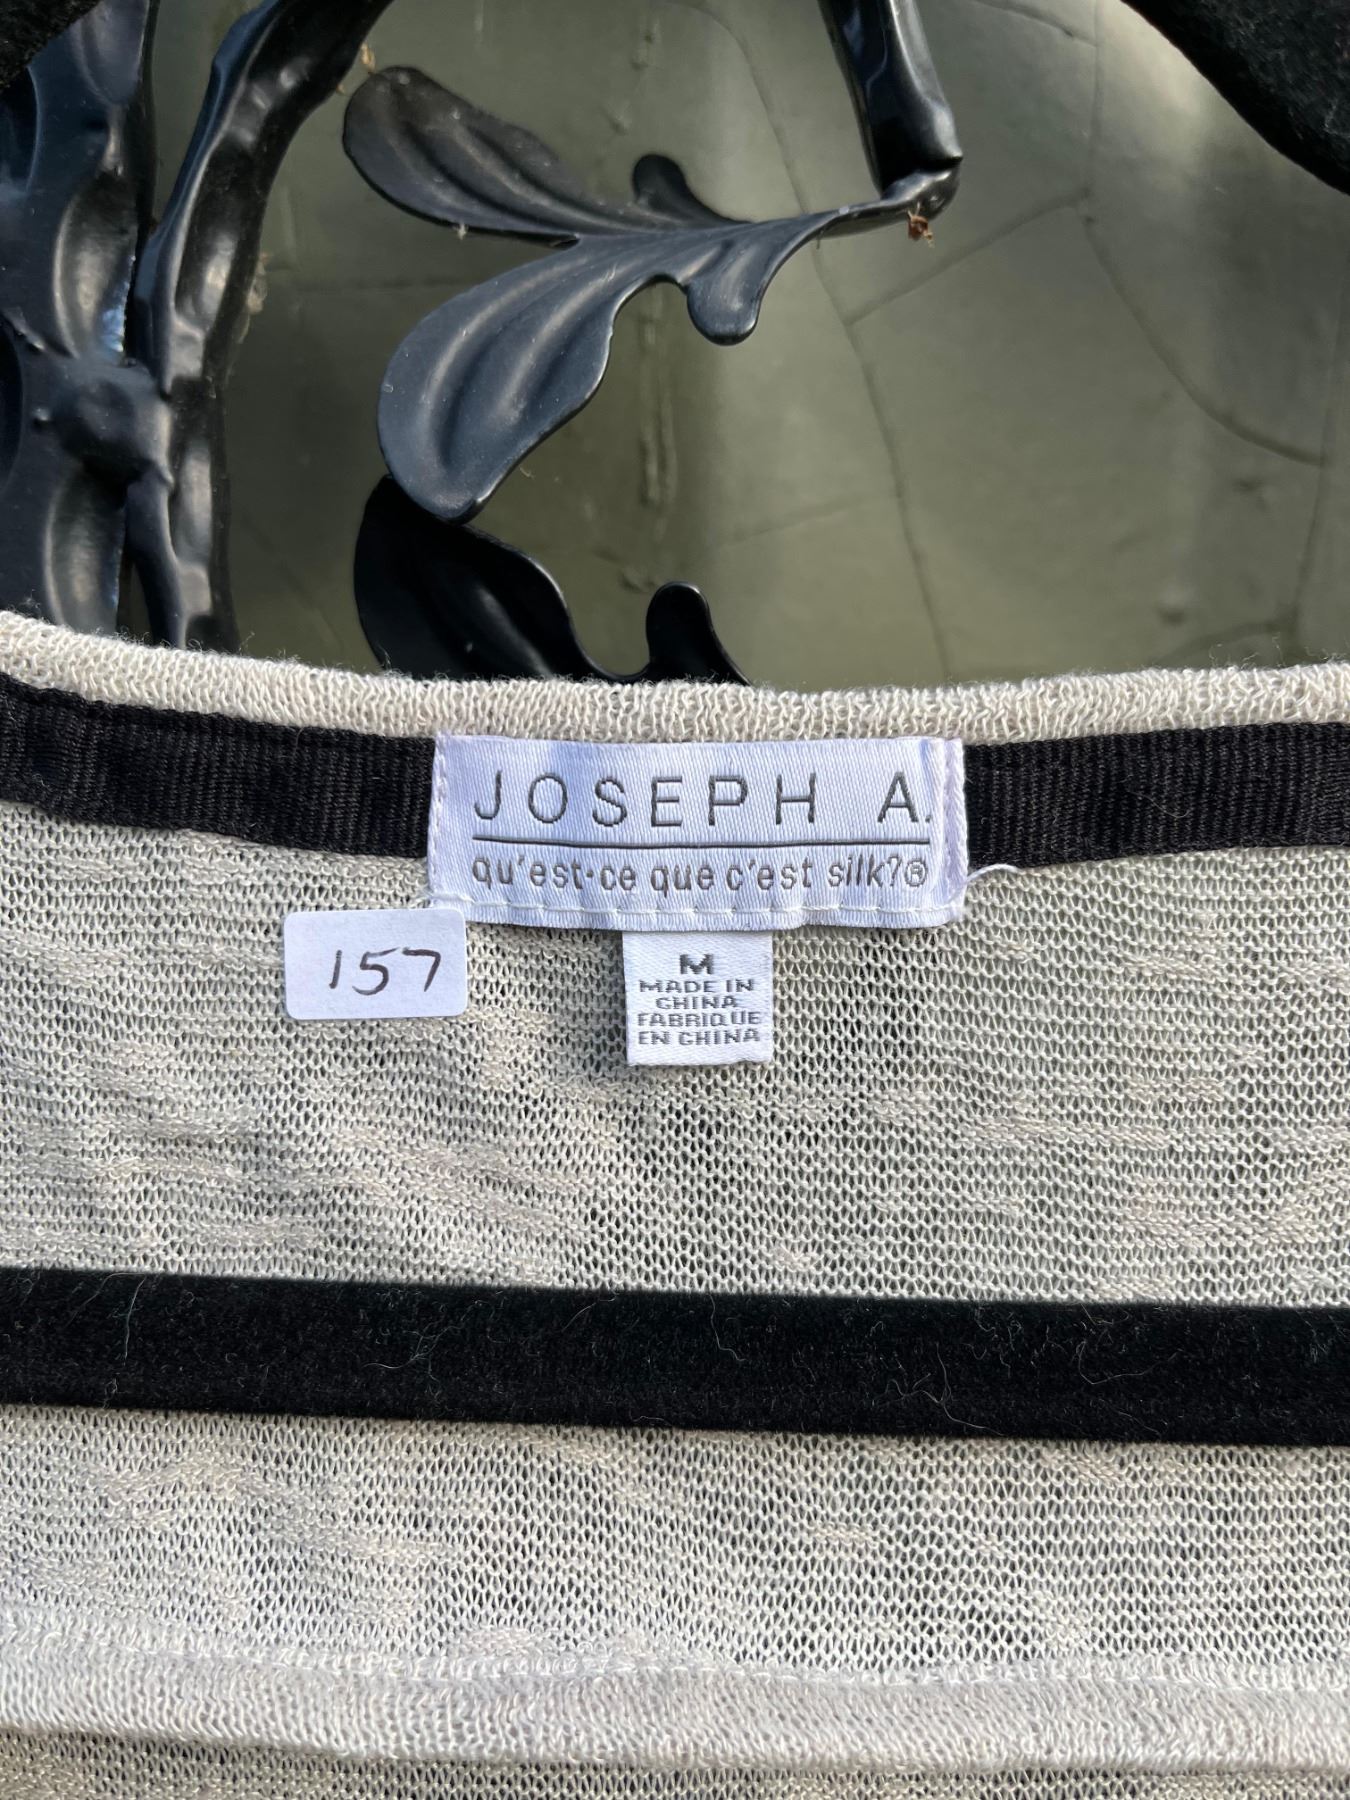 JOSEPH A.
qu'est·ce que c'est silk?®
157
M
MADE IN
CHINA
FABRIQUE
EN CHINA